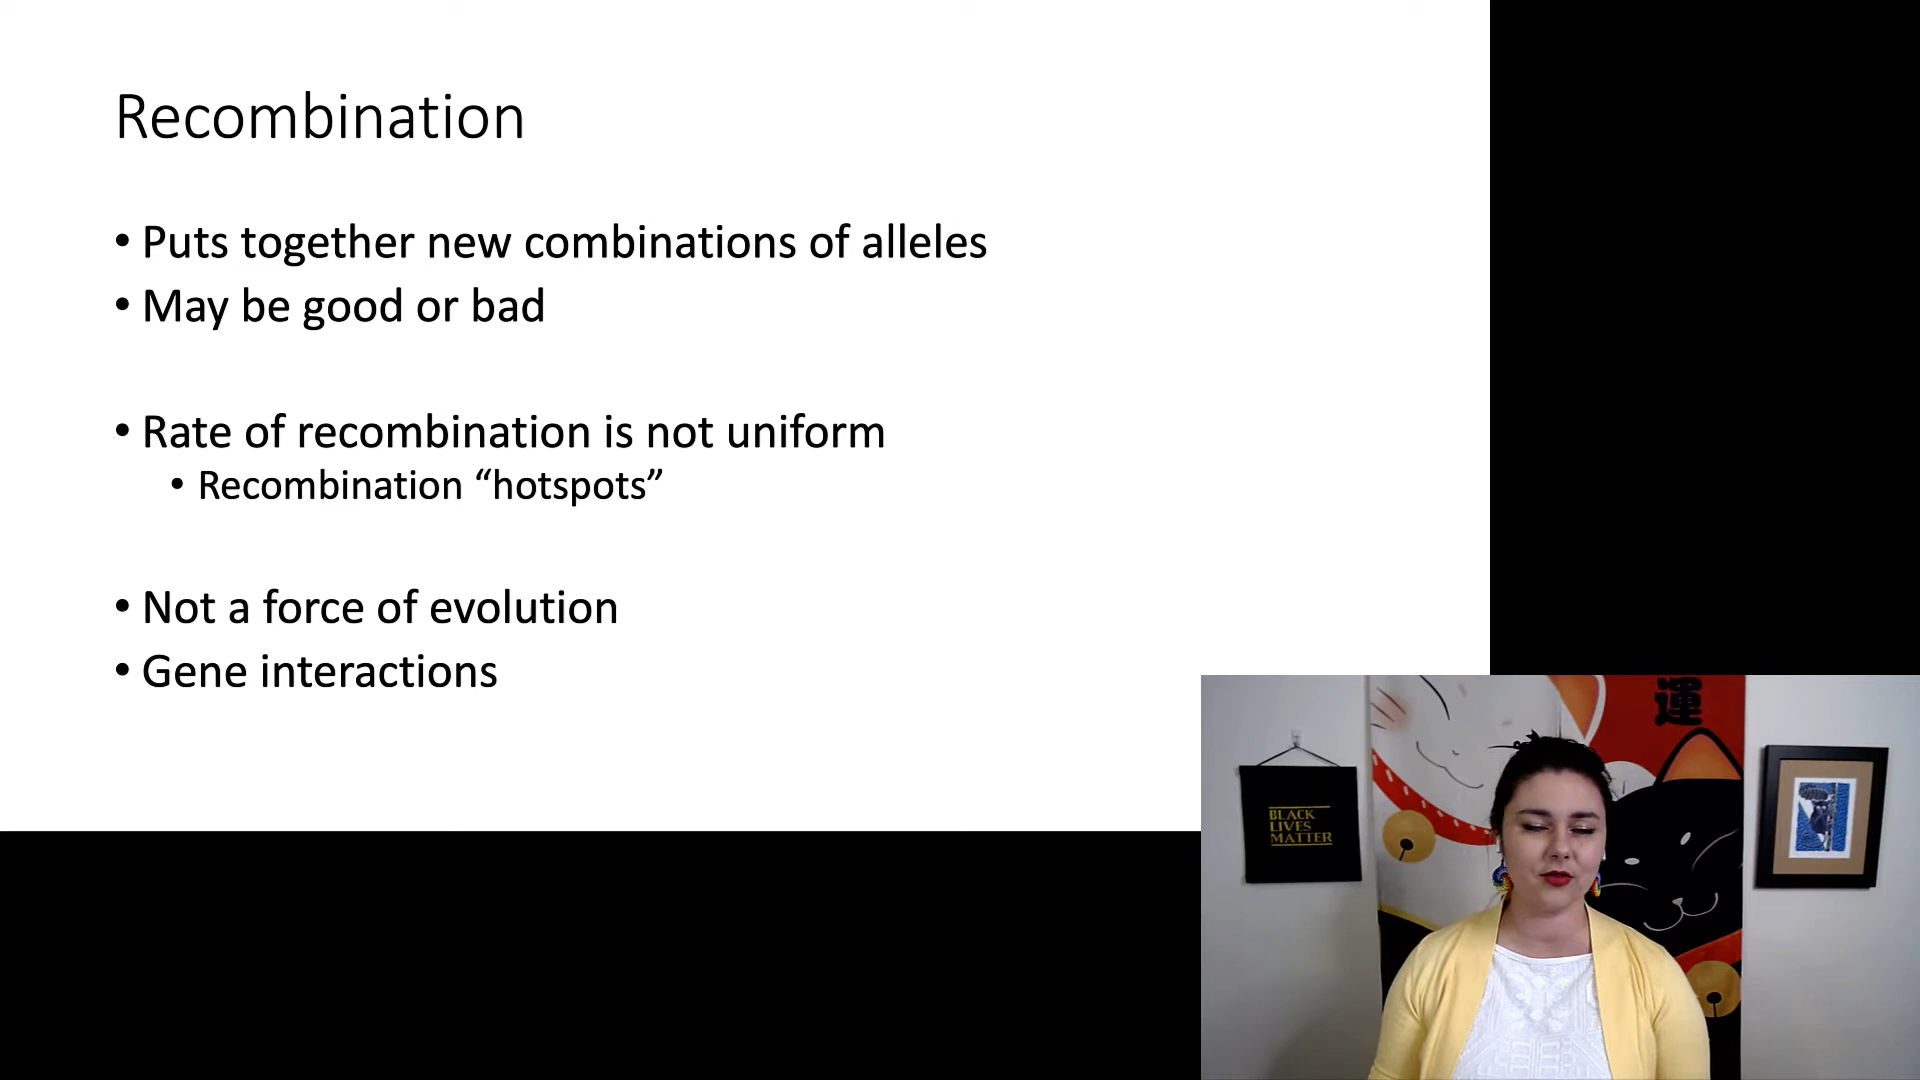 Recombination
• Puts together new combinations of alleles
• May be good or bad
• Rate of recombination is not uniform
• Recombination “hotspots”
• Not a force of evolution
• Gene interactions
運
BLACK
LIVES
MATTER